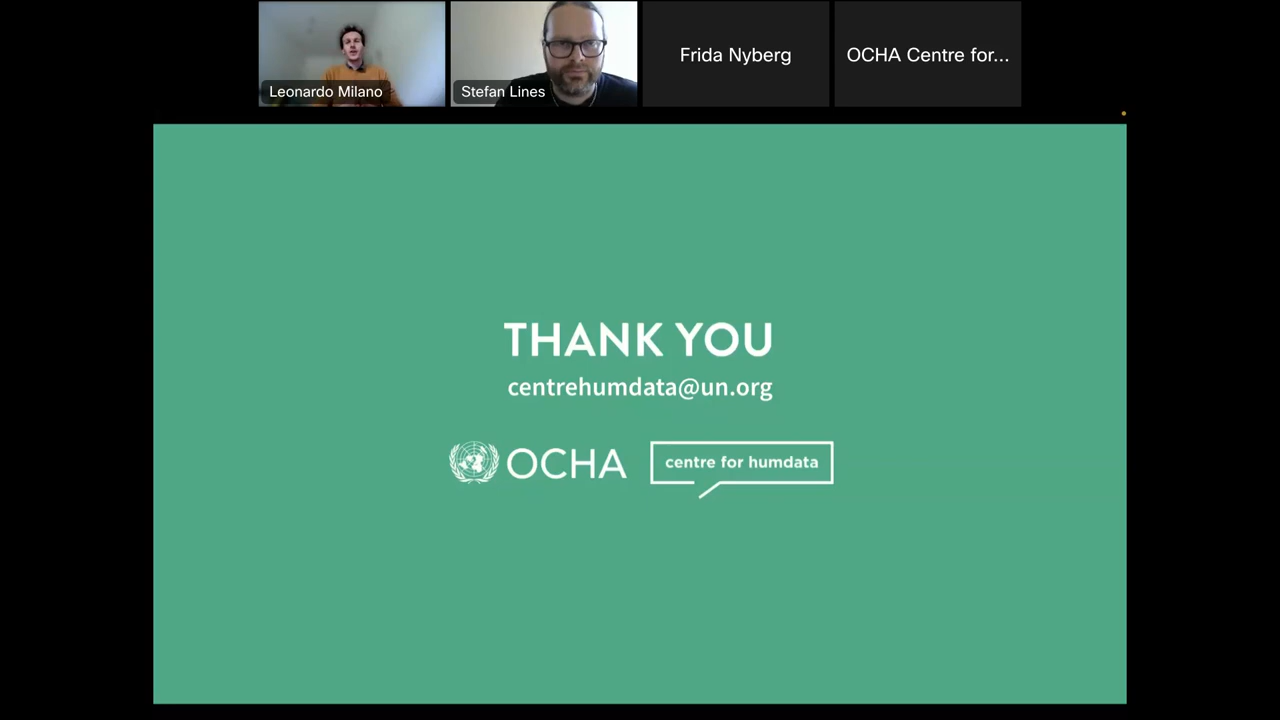 Leonardo Milano
Stefan Lines
Frida Nyberg
OCHA Centre for...
THANK YOU
centrehumdata@un.org
OCHA
centre for humdata